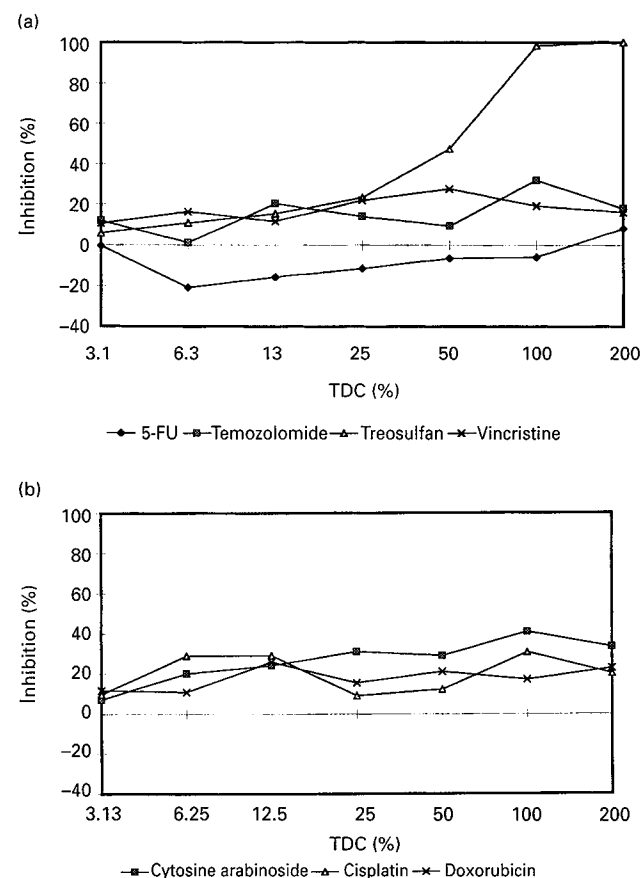 (a)
100
80
60
40
20
0
−20
−40
Inhibition (%)
3.1 6.3 13 25 50 100 200
TDC (%)
5-FU Temozolomide Treosulfan Vincristine
(b)
100
80
60
40
20
0
−20
−40
Inhibition (%)
3.13 6.25 12.5 25 50 100 200
TDC (%)
Cytosine arabinoside Cisplatin Doxorubicin